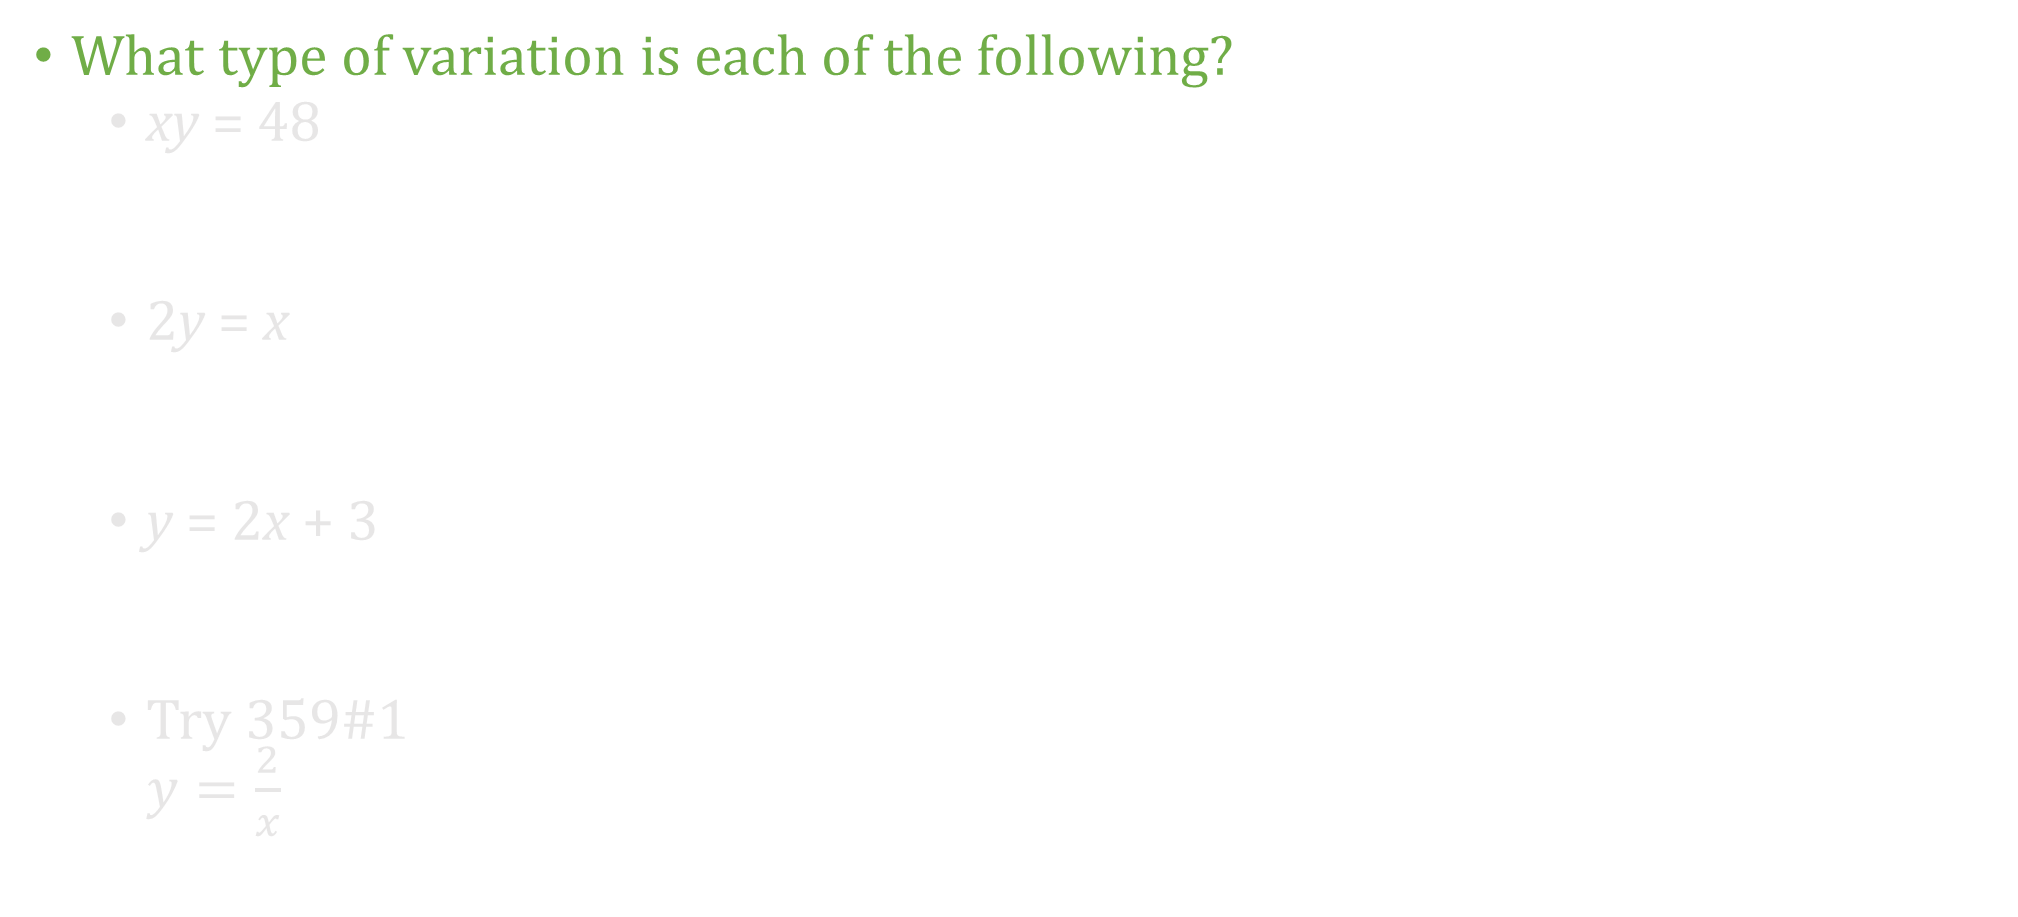 • What type of variation is each of the following?
• xy = 48
• 2y = x
• y = 2x + 3
• Try 359#1
y = 2/x